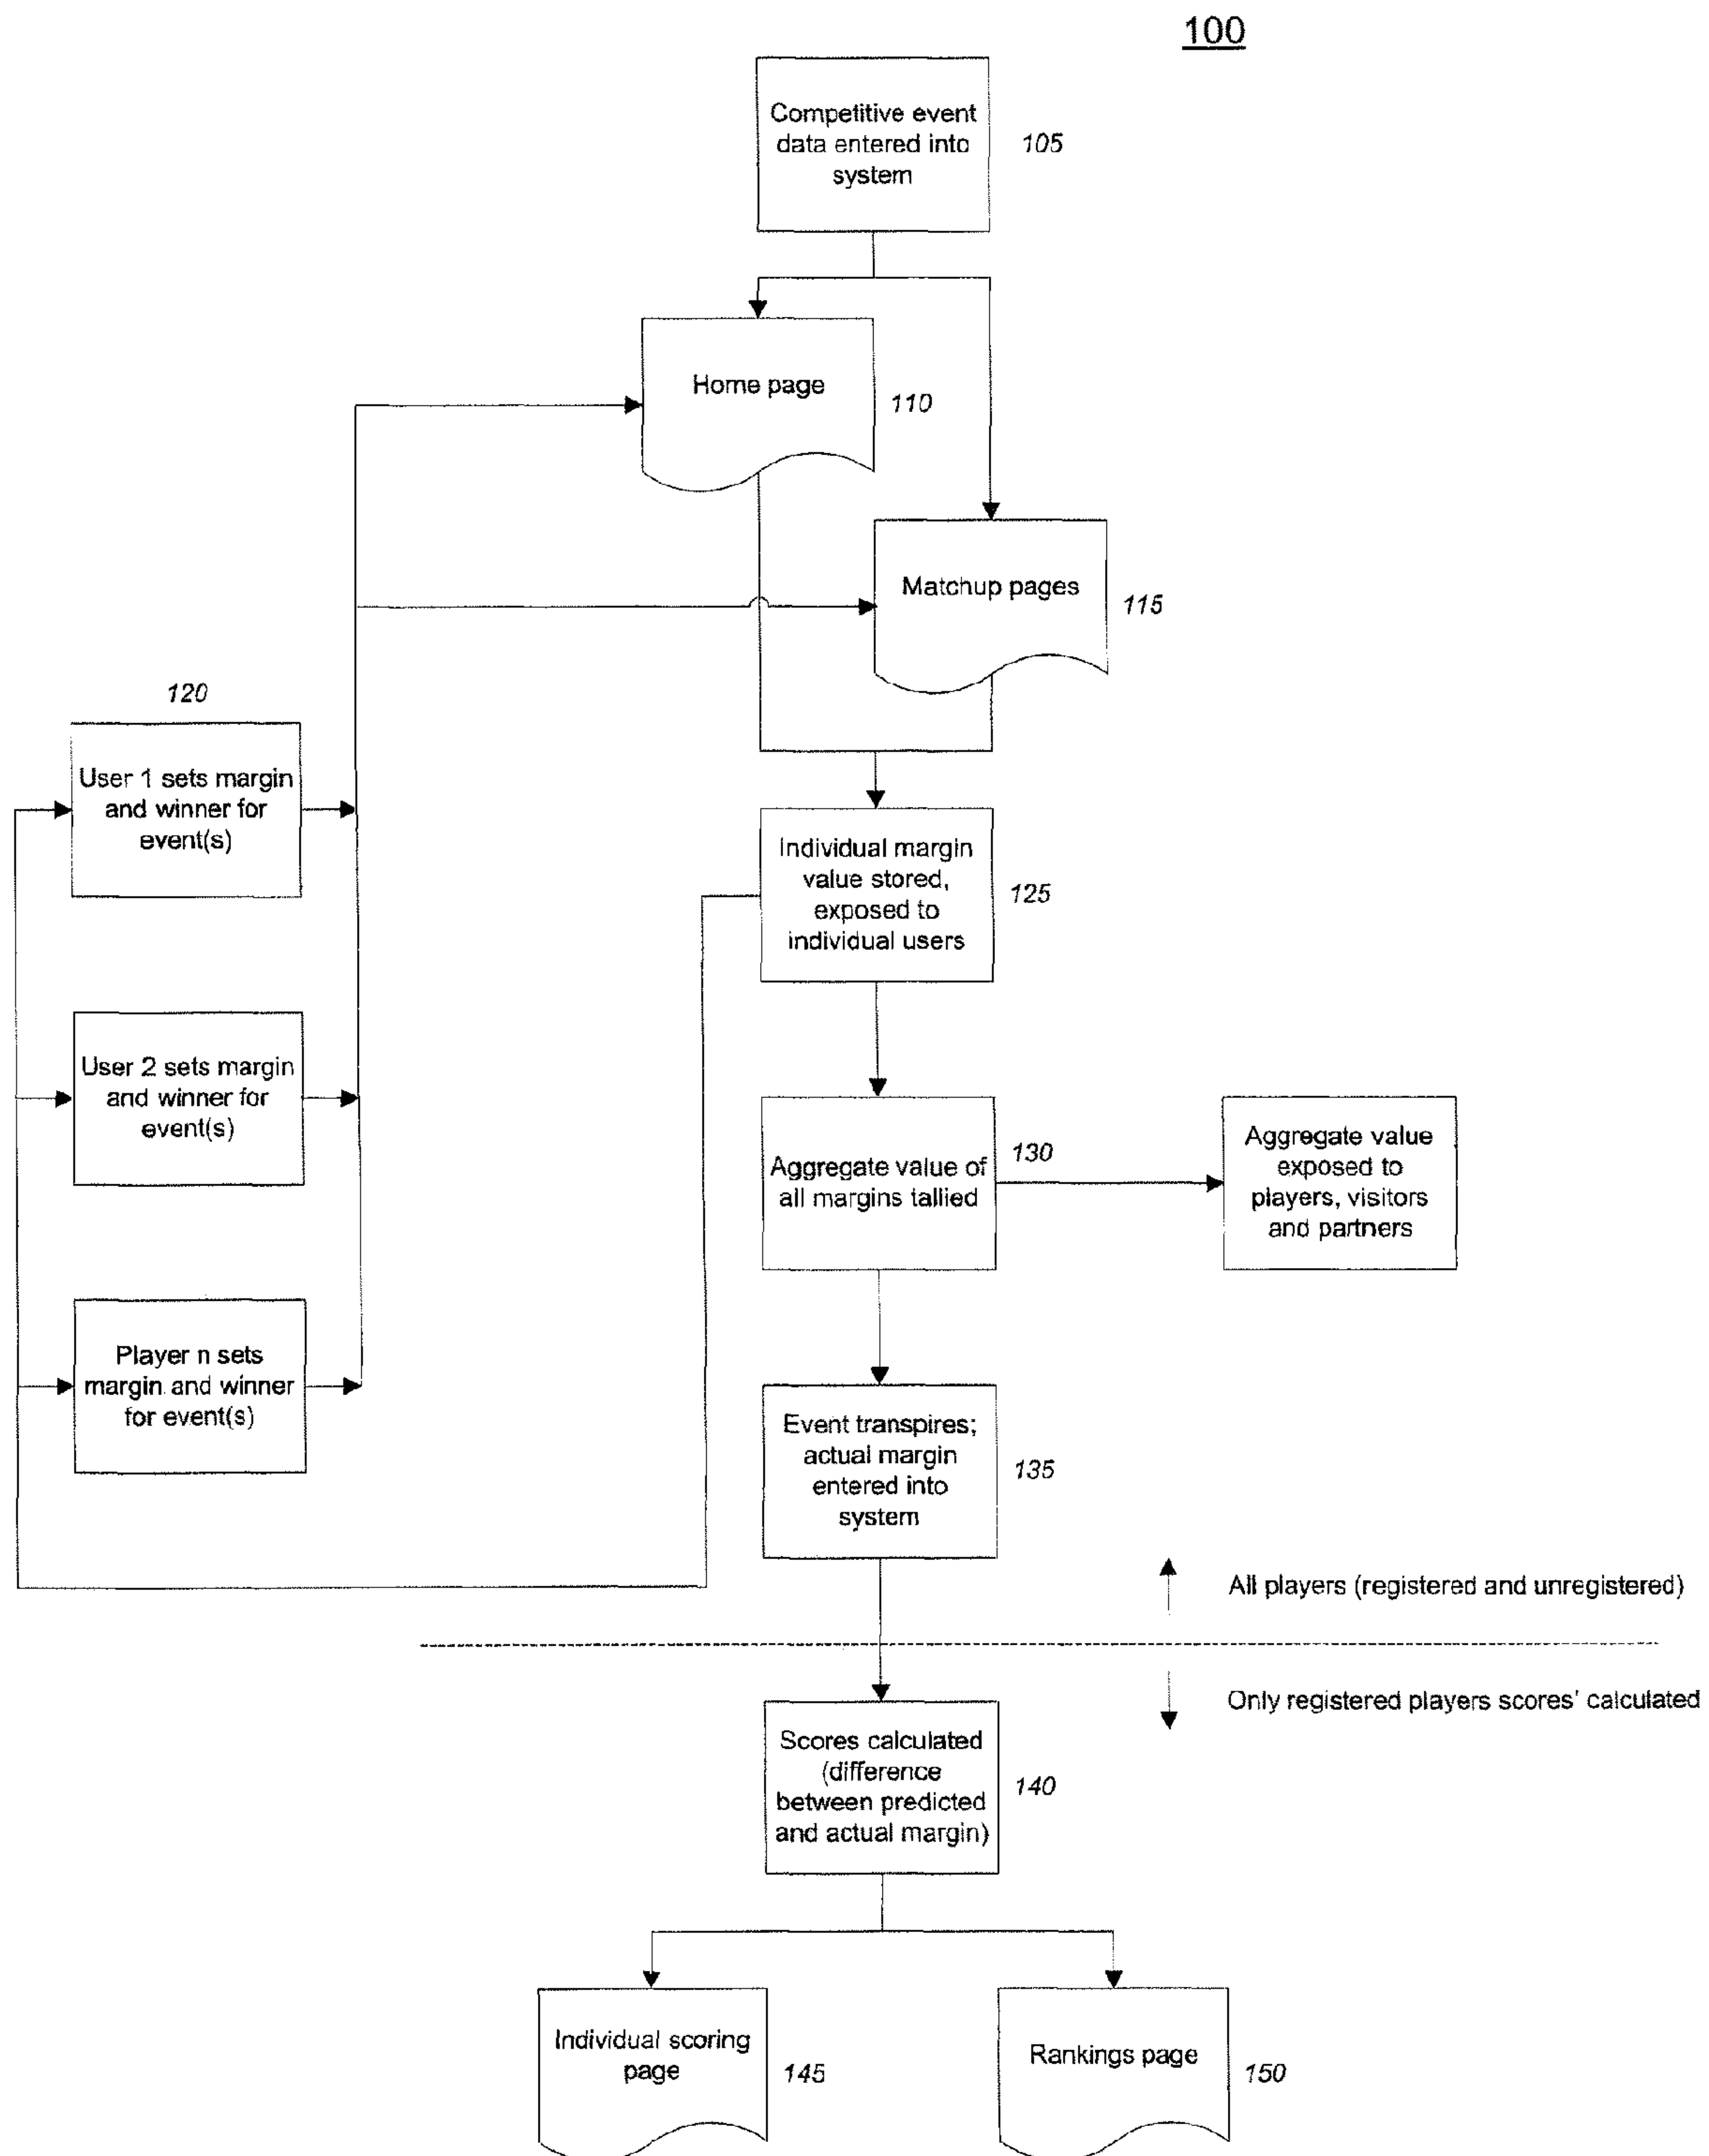 100
Competitive event
data entered into
system
105
Home page
110
Matchup pages
115
120
User 1 sets margin
and winner for
event(s)
Individual margin
value stored,
exposed to
individual users
125
User 2 sets margin
and winner for
event(s)
Aggregate value of
all margins tallied
130
Aggregate value
exposed to
players, visitors
and partners
Player n sets
margin and winner
for event(s)
Event transpires;
actual margin
entered into
system
135
All players (registered and unregistered)
Only registered players scores' calculated
Scores calculated
(difference
between predicted
and actual margin)
140
Individual scoring
page
145
Rankings page
150